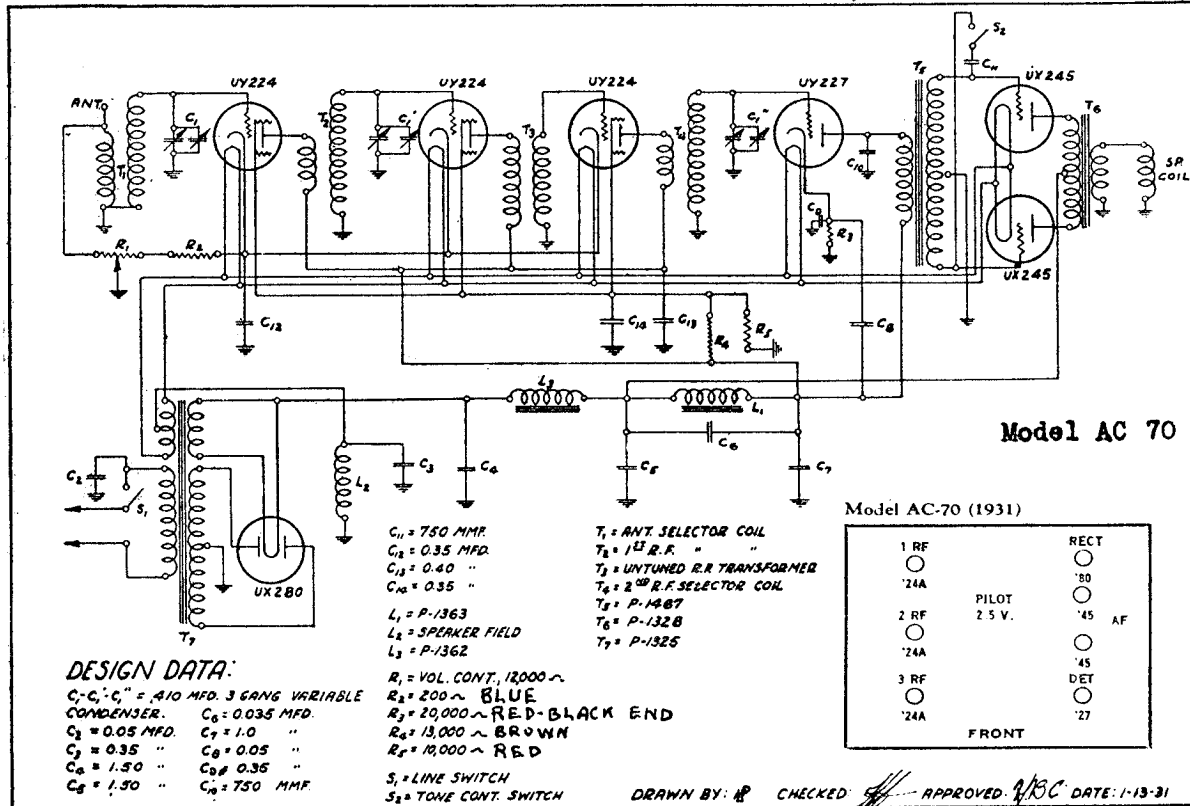 UY224
UY224
UY224
UY227
UX245
S2
C11
T5
T6
ANT.
T1
C1
T2
C1'
T3
T4
C1"
C10
C9
R3
SP. COIL
UX245
R1
R2
C12
C14
C13
R4
R5
C8
L3
L1
C6
Model AC 70
C2
S1
L2
C3
C4
C5
C7
UX280
T7
C11 = 750 MMF.
C12 = 0.35 MFD.
C13 = 0.40 "
C14 = 0.35 "
L1 = P-1363
L2 = SPEAKER FIELD
L3 = P-1362
R1 = VOL. CONT., 12,000 ~
R2 = 200 ~ BLUE
R3 = 20,000 ~ RED-BLACK END
R4 = 13,000 ~ BROWN
R5 = 10,000 ~ RED
S1 = LINE SWITCH
S2 = TONE CONT. SWITCH
T1 = ANT. SELECTOR COIL
T2 = 1ST R.F. " "
T3 = UNTUNED R.F. TRANSFORMER
T4 = 2ND R.F. SELECTOR COIL
T5 = P-1467
T6 = P-1328
T7 = P-1325
DESIGN DATA:
C1-C1'-C1" = .410 MFD. 3 GANG VARIABLE
CONDENSER. C6 = 0.035 MFD.
C2 = 0.05 MFD. C7 = 1.0 "
C3 = 0.35 " C8 = 0.05 "
C4 = 1.50 " C9 = 0.35 "
C5 = 1.50 " C10 = 750 MMF.
Model AC-70 (1931)
1 RF RECT
'24A '80
PILOT
2.5 V.
2 RF '45 AF
'24A '45
3 RF DET
'24A '27
FRONT
DRAWN BY: CHECKED: APPROVED: DATE: 1-13-31